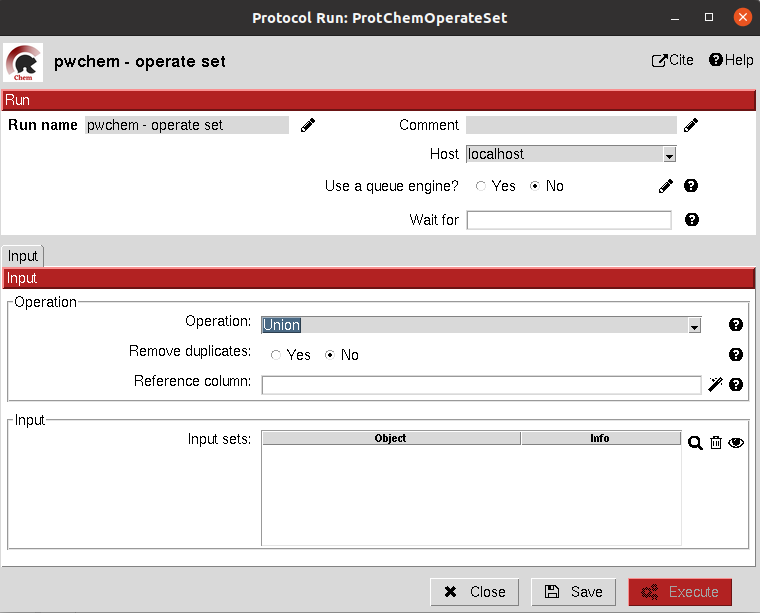 Protocol Run: ProtChemOperateSet
Chem
pwchem - operate set
Cite
Help
Run
Run name pwchem - operate set
Comment
Host localhost
Use a queue engine? Yes No
Wait for
Input
Input
Operation
Operation: Union
Remove duplicates: Yes No
Reference column:
Input
Input sets: Object Info
Close Save Execute